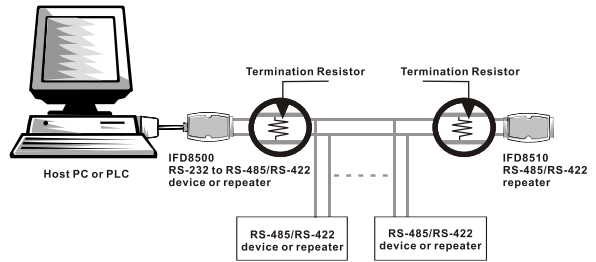 Termination Resistor
Termination Resistor
Host PC or PLC
IFD8500
RS-232 to RS-485/RS-422
device or repeater
IFD8510
RS-485/RS-422
repeater
RS-485/RS-422
device or repeater
RS-485/RS-422
device or repeater